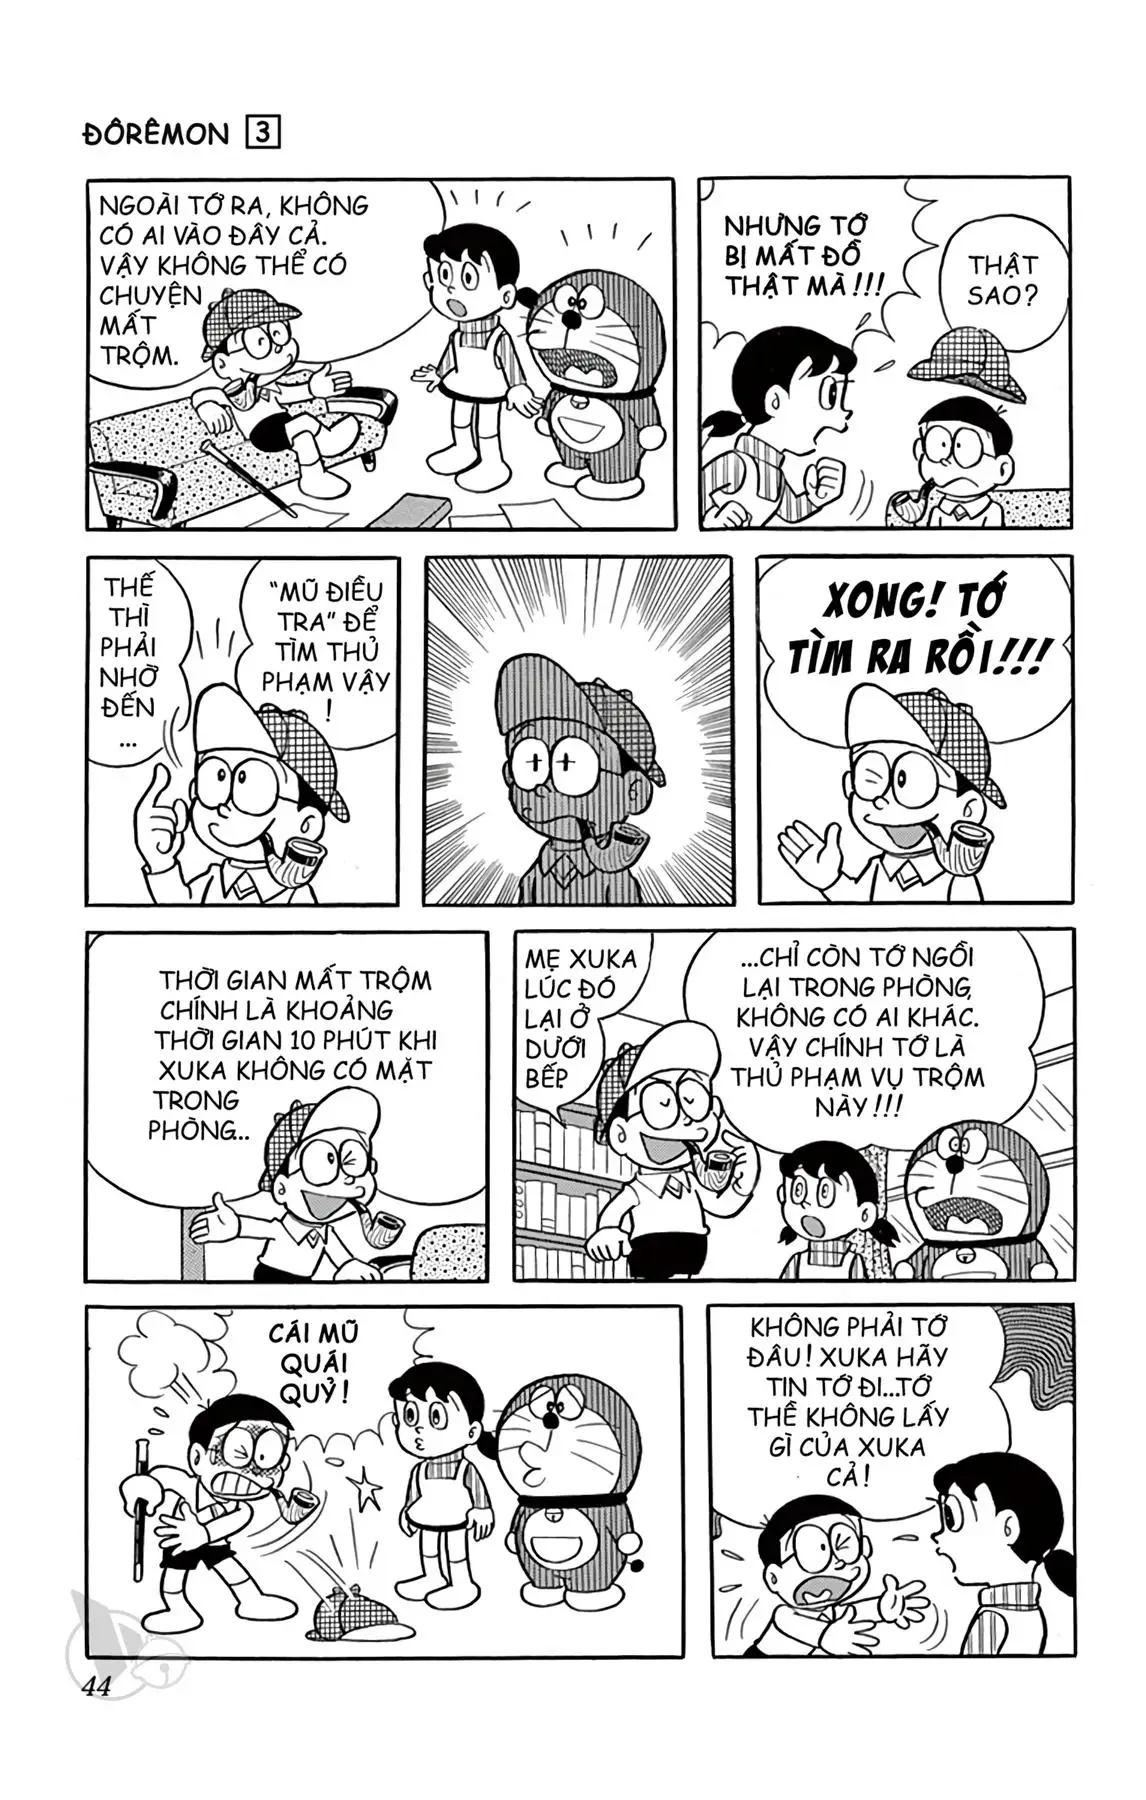 ĐÔRÊMON 3
NGOÀI TỚ RA, KHÔNG
CÓ AI VÀO ĐÂY CẢ.
VẬY KHÔNG THỂ CÓ
CHUYỆN
MẤT
TRỘM.
NHƯNG TỚ
BỊ MẤT ĐỒ
THẬT MÀ!!!
THẬT
SAO?
THẾ
THÌ
PHẢI
NHỜ
ĐẾN
...
“MŨ ĐIỀU
TRA” ĐỂ
TÌM THỦ
PHẠM VẬY
!
XONG! TỚ
TÌM RA RỒI!!!
THỜI GIAN MẤT TRỘM
CHÍNH LÀ KHOẢNG
THỜI GIAN 10 PHÚT KHI
XUKA KHÔNG CÓ MẶT
TRONG
PHÒNG..
MẸ XUKA
LÚC ĐÓ
LẠI Ở
DƯỚI
BẾP.
...CHỈ CÒN TỚ NGỒI
LẠI TRONG PHÒNG,
KHÔNG CÓ AI KHÁC.
VẬY CHÍNH TỚ LÀ
THỦ PHẠM VỤ TRỘM
NÀY!!!
CÁI MŨ
QUÁI
QUỶ!
KHÔNG PHẢI TỚ
ĐÂU! XUKA HÃY
TIN TỚ ĐI...TỚ
THỀ KHÔNG LẤY
GÌ CỦA XUKA
CẢ!
44